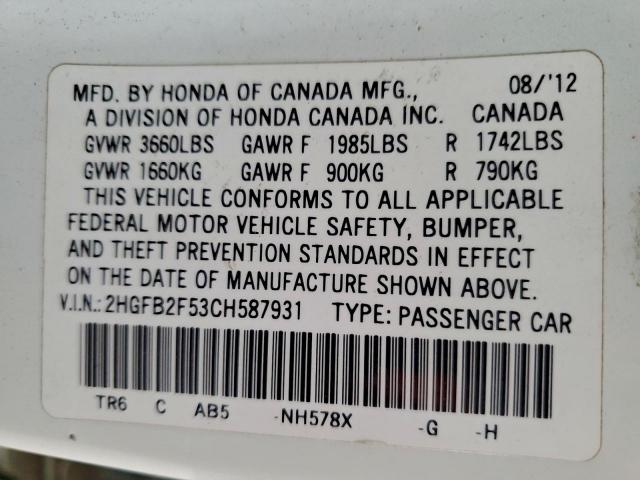 MFD. BY HONDA OF CANADA MFG., 08/'12
A DIVISION OF HONDA CANADA INC. CANADA
GVWR 3660LBS GAWR F 1985LBS R 1742LBS
GVWR 1660KG GAWR F 900KG R 790KG
THIS VEHICLE CONFORMS TO ALL APPLICABLE
FEDERAL MOTOR VEHICLE SAFETY, BUMPER,
AND THEFT PREVENTION STANDARDS IN EFFECT
ON THE DATE OF MANUFACTURE SHOWN ABOVE.
V.I.N.: 2HGFB2F53CH587931 TYPE: PASSENGER CAR
TR6 C AB5 -NH578X -G -H